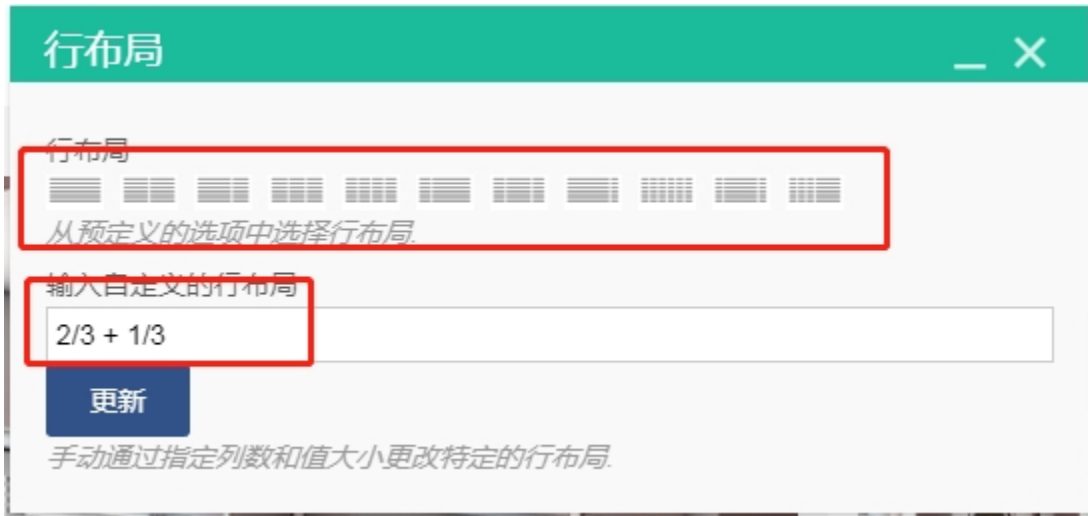 行布局
行布局
从预定义的选项中选择行布局.
输入自定义的行布局
2/3 + 1/3
更新
手动通过指定列数和值大小更改特定的行布局.